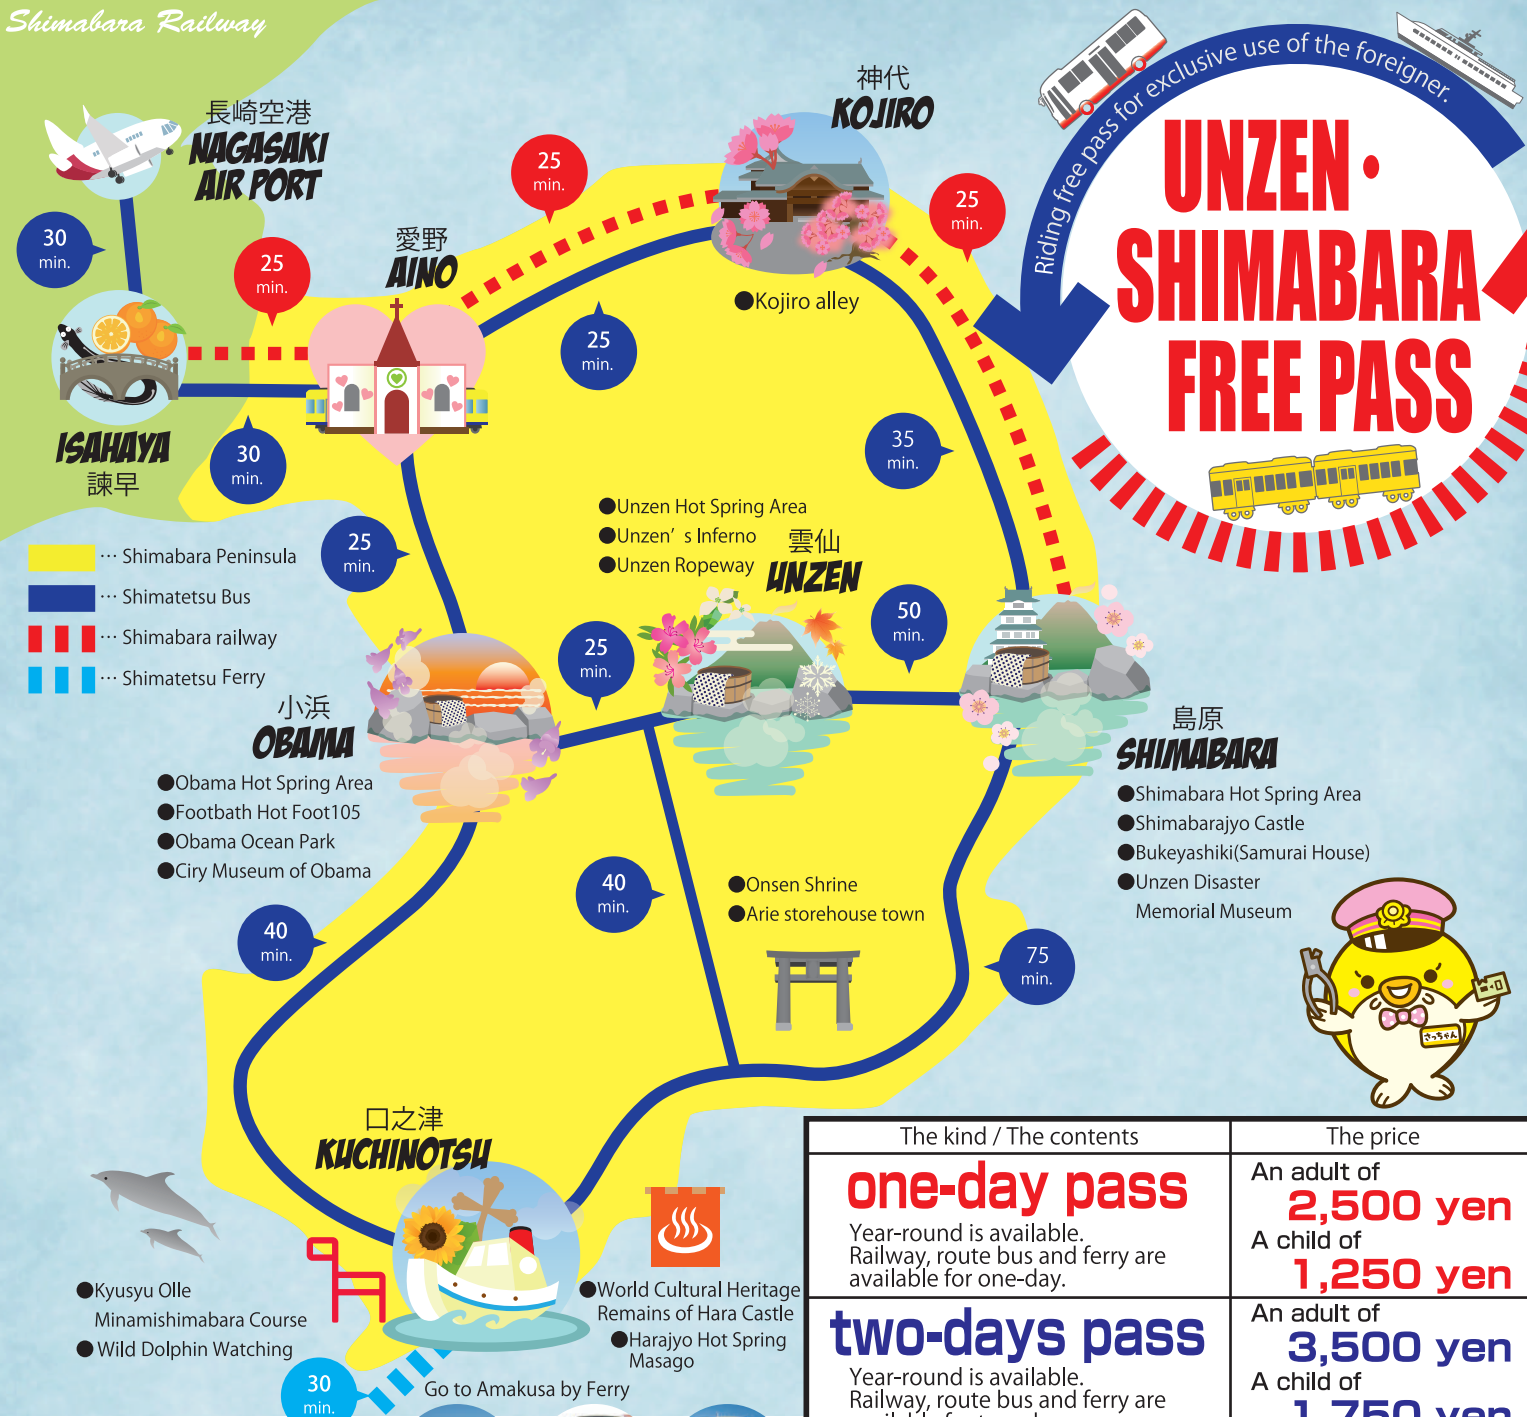 Shimabara Railway
長崎空港
NAGASAKI
AIR PORT
30
min.
25
min.
愛野
AINO
25
min.
神代
KOJIRO
25
min.
●Kojiro alley
25
min.
ISAHAYA
諫早
30
min.
35
min.
Riding free pass for exclusive use of the foreigner.
UNZEN・
SHIMABARA
FREE PASS
… Shimabara Peninsula
… Shimatetsu Bus
… Shimabara railway
… Shimatetsu Ferry
25
min.
●Unzen Hot Spring Area
●Unzen’s Inferno
●Unzen Ropeway
雲仙
UNZEN
25
min.
50
min.
小浜
OBAMA
●Obama Hot Spring Area
●Footbath Hot Foot105
●Obama Ocean Park
●Ciry Museum of Obama
島原
SHIMABARA
●Shimabara Hot Spring Area
●Shimabarajyo Castle
●Bukeyashiki(Samurai House)
●Unzen Disaster
Memorial Museum
40
min.
40
min.
●Onsen Shrine
●Arie storehouse town
75
min.
さっちゃん
口之津
KUCHINOTSU
●Kyusyu Olle
Minamishimabara Course
●Wild Dolphin Watching
●World Cultural Heritage
Remains of Hara Castle
●Harajyo Hot Spring
Masago
30
min.
Go to Amakusa by Ferry
The kind / The contents
The price
one-day pass
Year-round is available.
Railway, route bus and ferry are
available for one-day.
An adult of
2,500 yen
A child of
1,250 yen
two-days pass
Year-round is available.
Railway, route bus and ferry are
An adult of
3,500 yen
A child of
1,750 yen